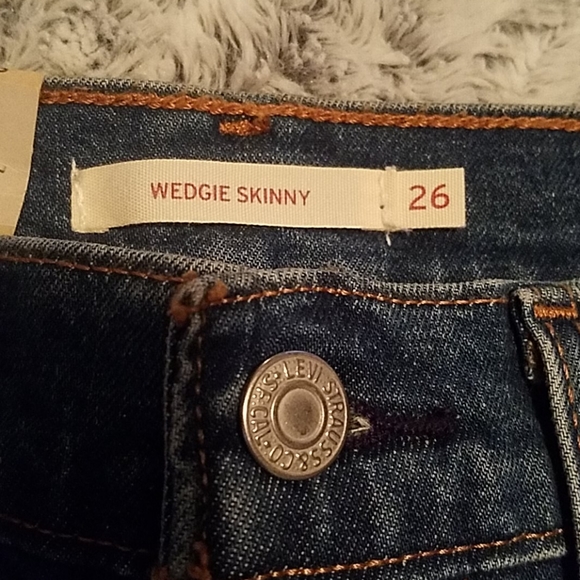 WEDGIE SKINNY
26
LEVI STRAUSS & CO. S.F. CAL.